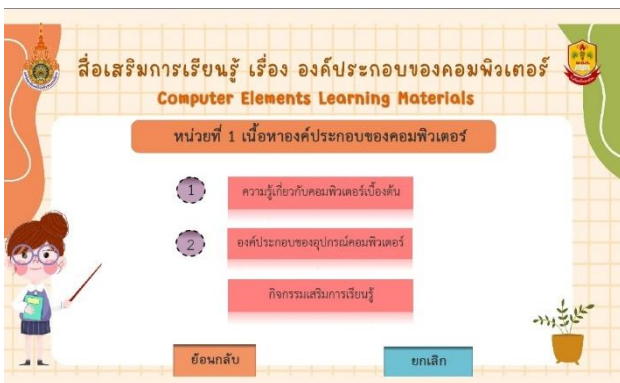 สื่อเสริมการเรียนรู้ เรื่อง องค์ประกอบของคอมพิวเตอร์
Computer Elements Learning Materials
หน่วยที่ 1 เนื้อหาองค์ประกอบของคอมพิวเตอร์
1 ความรู้เกี่ยวกับคอมพิวเตอร์เบื้องต้น
2 องค์ประกอบของอุปกรณ์คอมพิวเตอร์
กิจกรรมเสริมการเรียนรู้
ย้อนกลับ ยกเลิก